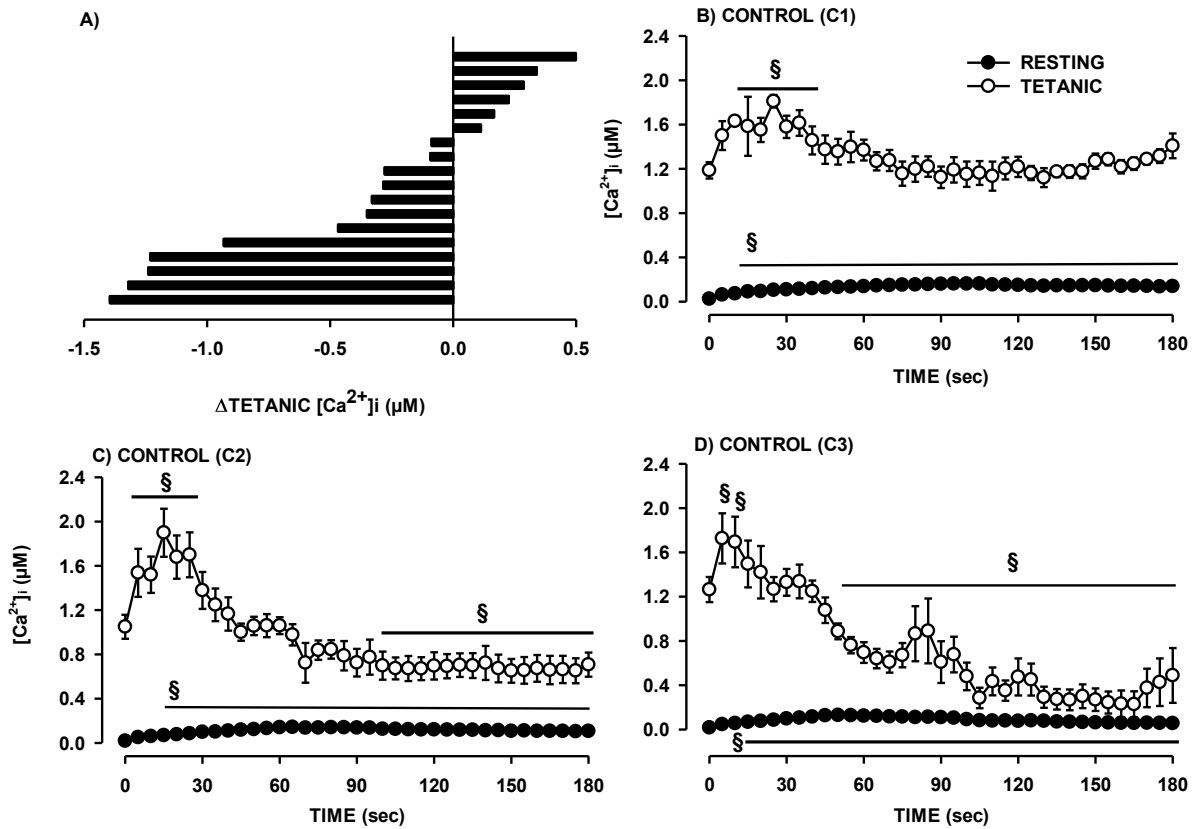 A)
-1.5 -1.0 -0.5 0.0 0.5
ΔTETANIC [Ca2+]i (µM)
B) CONTROL (C1)
2.4
2.0
1.6
1.2
0.8
0.4
0.0
[Ca2+]i (µM)
§
RESTING
TETANIC
§
0 30 60 90 120 150 180
TIME (sec)
C) CONTROL (C2)
2.4
2.0
1.6
1.2
0.8
0.4
0.0
[Ca2+]i (µM)
§
§
§
0 30 60 90 120 150 180
TIME (sec)
D) CONTROL (C3)
2.4
2.0
1.6
1.2
0.8
0.4
0.0
§ §
§
§
0 30 60 90 120 150 180
TIME (sec)